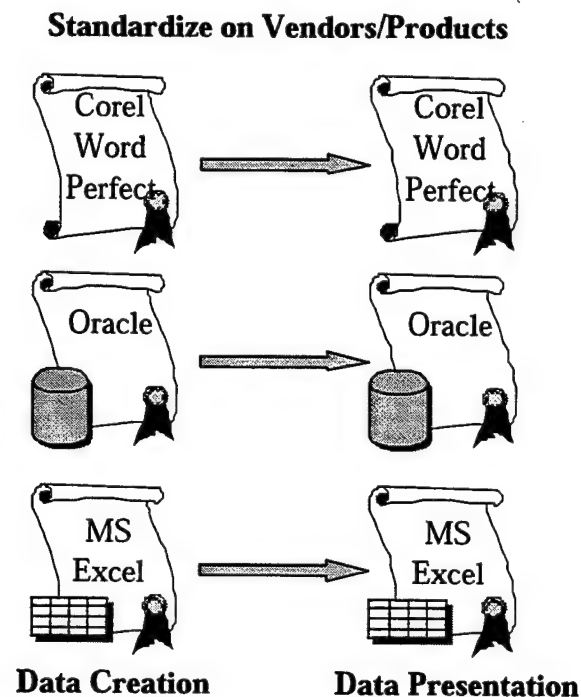 Standardize on Vendors/Products
Corel
Word
Perfect
Corel
Word
Perfect
Oracle
Oracle
MS
Excel
MS
Excel
Data Creation
Data Presentation